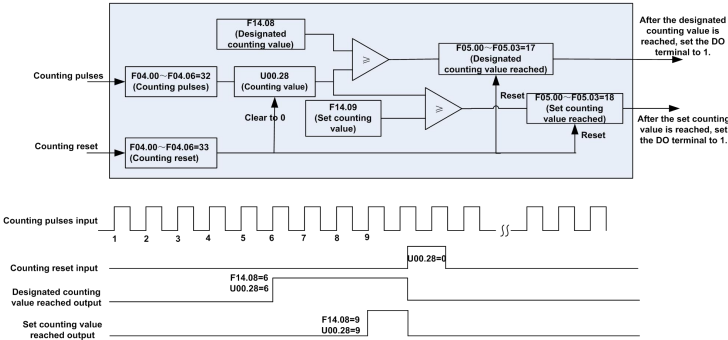 F14.08
(Designated
counting value)
After the designated
counting value is
reached, set the DO
terminal to 1.
≥
F05.00～F05.03=17
(Designated
counting value reached)
Counting pulses
F04.00～F04.06=32
(Counting pulses)
U00.28
(Counting value)
Clear to 0
F14.09
(Set counting
value)
≥
Reset
F05.00～F05.03=18
(Set counting
value reached)
Reset
After the set counting
value is reached, set
the DO terminal to 1.
Counting reset
F04.00～F04.06=33
(Counting reset)
Counting pulses input
1 2 3 4 5 6 7 8 9
Counting reset input
U00.28=0
Designated counting
value reached output
F14.08=6
U00.28=6
Set counting value
reached output
F14.08=9
U00.28=9